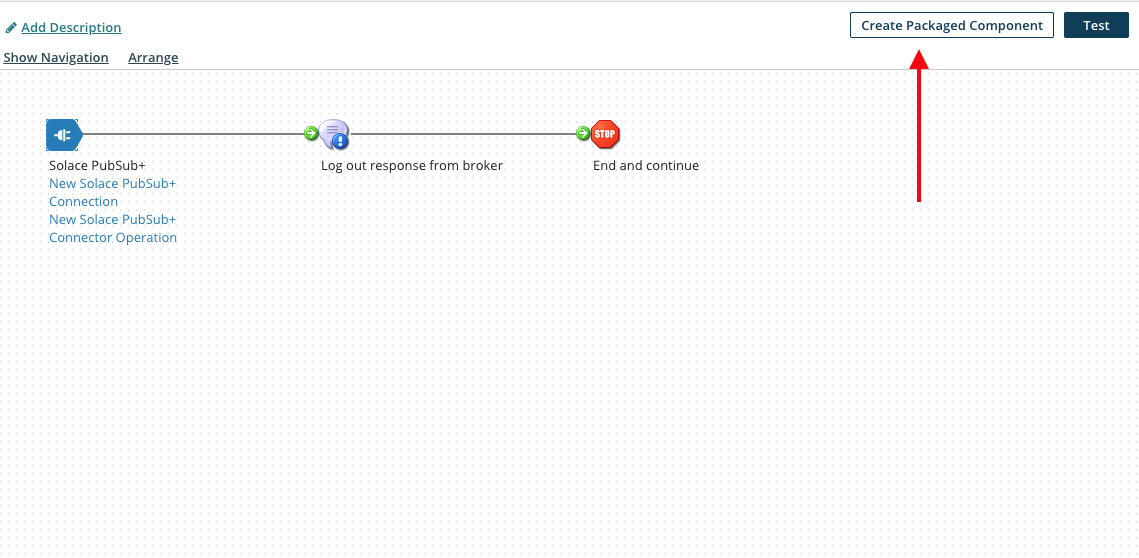 Add Description
Create Packaged Component
Test
Show Navigation
Arrange
STOP
Solace PubSub+
New Solace PubSub+
Connection
New Solace PubSub+
Connector Operation
Log out response from broker
End and continue